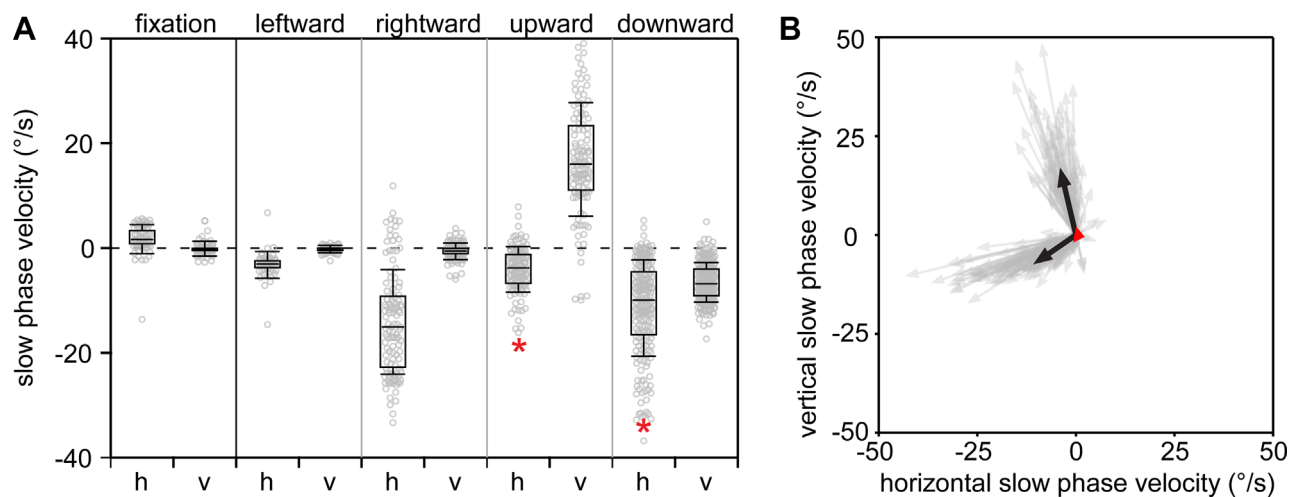 A
fixation leftward rightward upward downward
slow phase velocity (°/s)
40
20
0
-20
-40
*
*
h v h v h v h v h v
B
vertical slow phase velocity (°/s)
50
25
0
-25
-50
-50 -25 0 25 50
horizontal slow phase velocity (°/s)